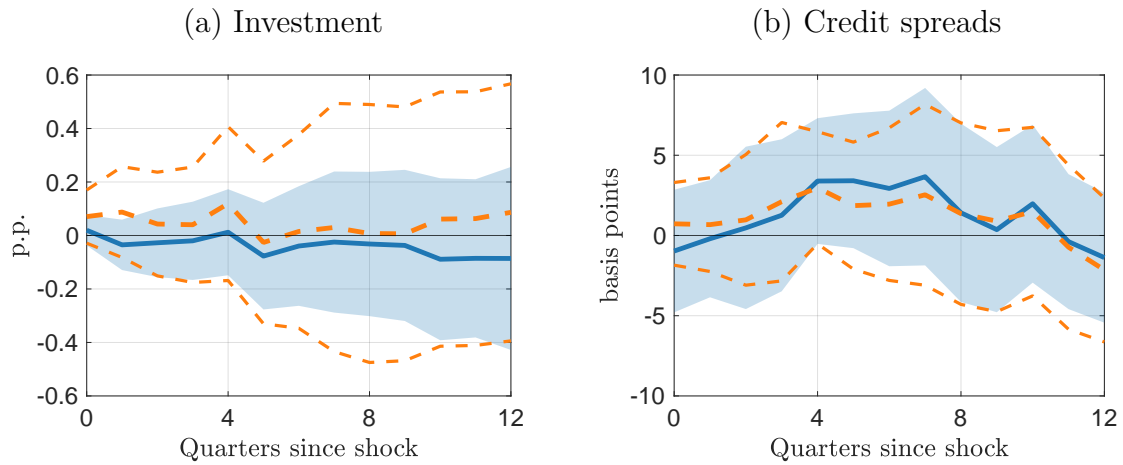 (a) Investment
0.6
0.4
0.2
0
-0.2
-0.4
-0.6
p.p.
0 4 8 12
Quarters since shock
(b) Credit spreads
10
5
0
-5
-10
basis points
0 4 8 12
Quarters since shock